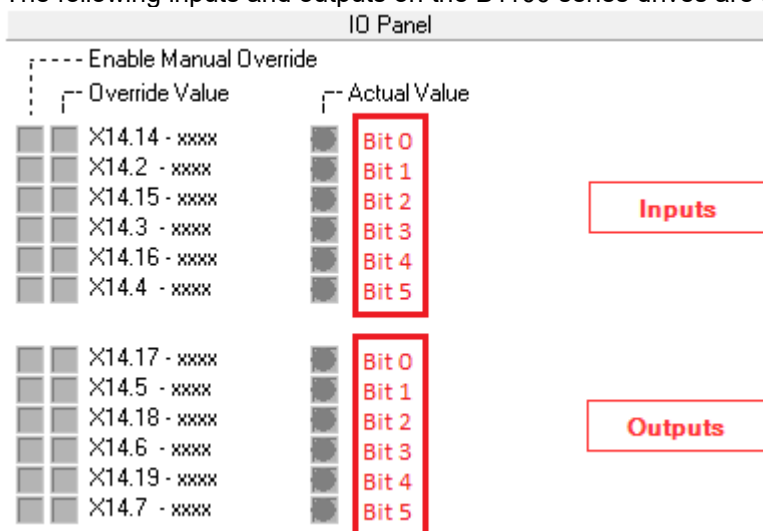 The following inputs and outputs on the B1100 series drives are
IO Panel
Enable Manual Override
Override Value
Actual Value
X14.14 - xxxx Bit 0
X14.2 - xxxx Bit 1
X14.15 - xxxx Bit 2
X14.3 - xxxx Bit 3
X14.16 - xxxx Bit 4
X14.4 - xxxx Bit 5
Inputs
X14.17 - xxxx Bit 0
X14.5 - xxxx Bit 1
X14.18 - xxxx Bit 2
X14.6 - xxxx Bit 3
X14.19 - xxxx Bit 4
X14.7 - xxxx Bit 5
Outputs